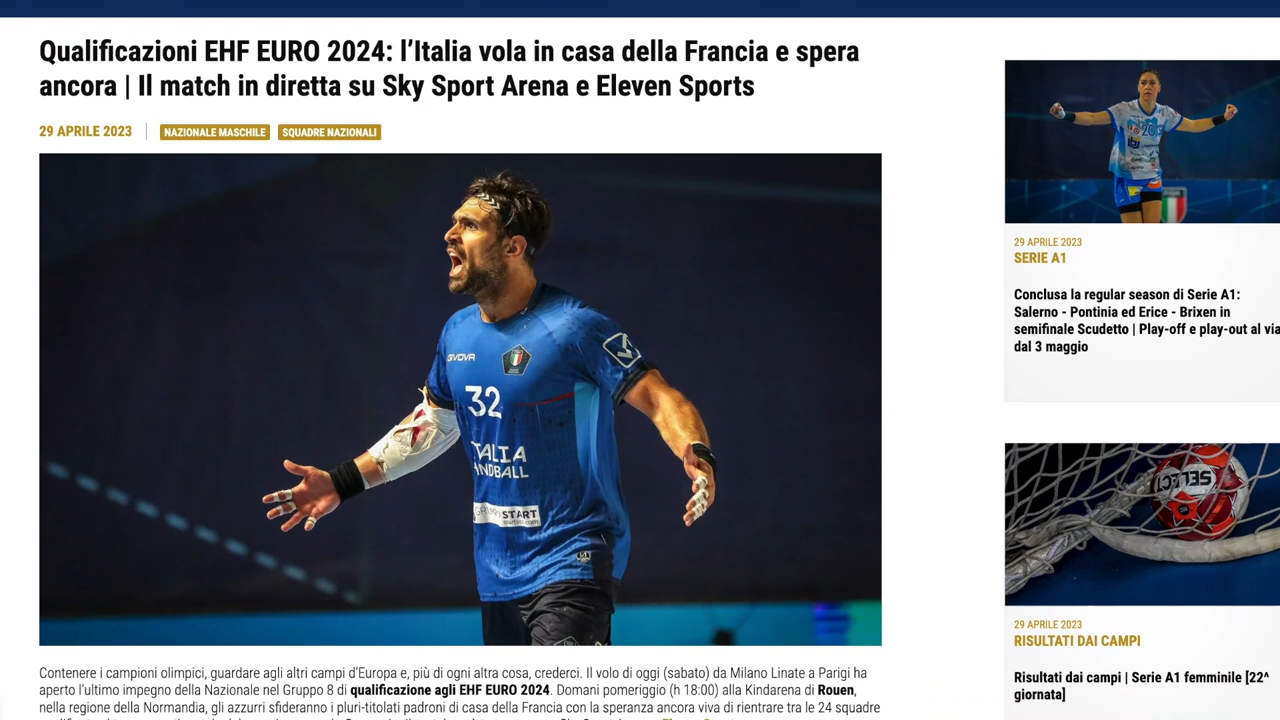 Qualificazioni EHF EURO 2024: l’Italia vola in casa della Francia e spera
ancora | Il match in diretta su Sky Sport Arena e Eleven Sports
29 APRILE 2023
NAZIONALE MASCHILE
SQUADRE NAZIONALI
GIVOVA
32
ITALIA
HANDBALL
START
Contenere i campioni olimpici, guardare agli altri campi d’Europa e, più di ogni altra cosa, crederci. Il volo di oggi (sabato) da Milano Linate a Parigi ha
aperto l’ultimo impegno della Nazionale nel Gruppo 8 di qualificazione agli EHF EURO 2024. Domani pomeriggio (h 18:00) alla Kindarena di Rouen,
nella regione della Normandia, gli azzurri sfideranno i pluri-titolati padroni di casa della Francia con la speranza ancora viva di rientrare tra le 24 squadre
29 APRILE 2023
SERIE A1
Conclusa la regular season di Serie A1:
Salerno - Pontinia ed Erice - Brixen in
semifinale Scudetto | Play-off e play-out al via
dal 3 maggio
SELECT
29 APRILE 2023
RISULTATI DAI CAMPI
Risultati dai campi | Serie A1 femminile [22^
giornata]